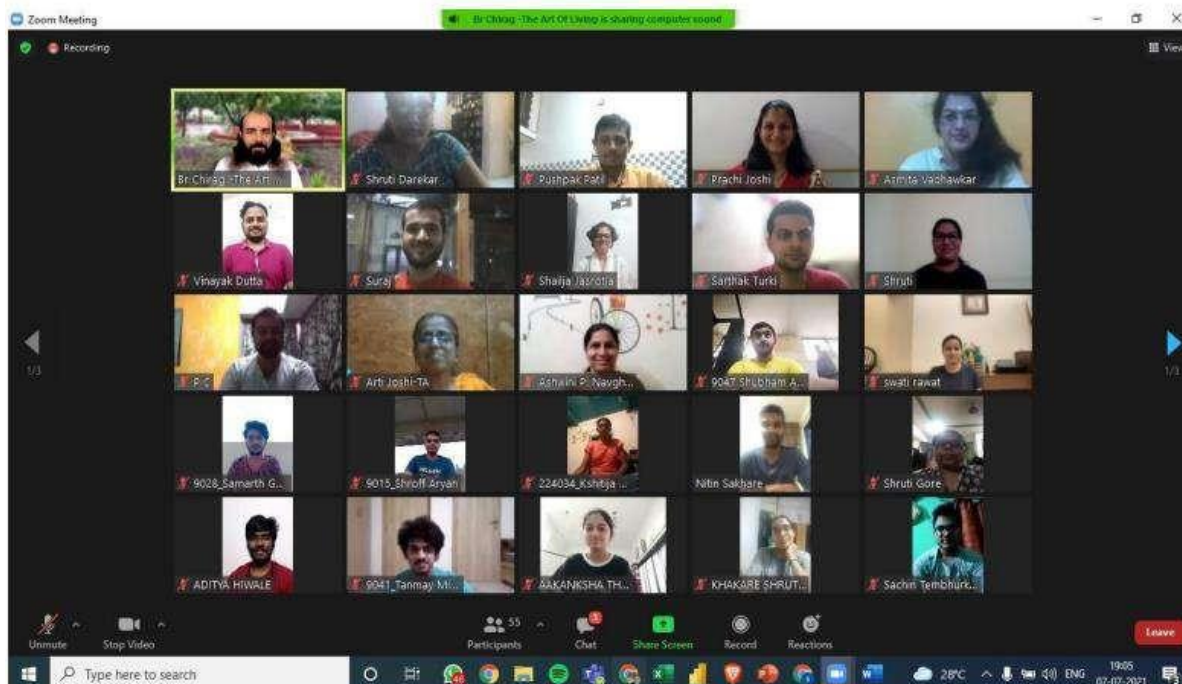 Zoom Meeting
Br Chirag -The Art Of Living is sharing computer sound
Recording
View
Br Chirag -The Art ...
Shruti Darekar
Pushpak Patil
Prachi Joshi
Asmita Vabhawkar
Vinayak Dutta
Suraj
Shailja Jasrotia
Sarthak Turki
Shruti
1/3
1/3
P C
Arti Joshi-TA
Ashwini P. Navgh...
9047 Shubham A...
swati rawat
9028_Samarth G...
9015_Shroff Aryan
224034_Kshitija ...
Nitin Sakhare
Shruti Gore
ADITYA HIWALE
9041_Tanmay Mi...
AAKANKSHA TH...
KHAKARE SHRUT...
Sachin Tembhurk...
Unmute
Stop Video
55
Participants
Chat
Share Screen
Record
Reactions
Leave
Type here to search
28°C
ENG
19:05
07-07-2021